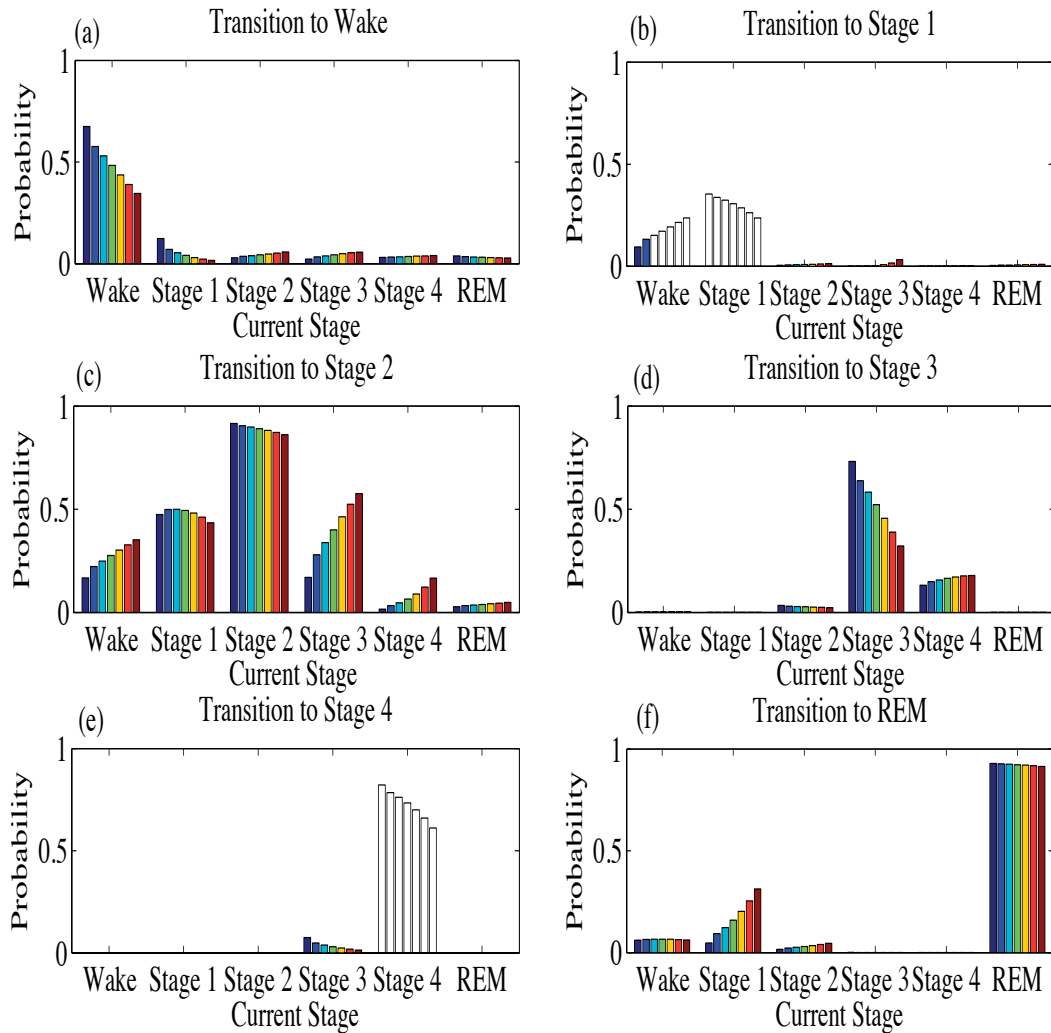 (a) Transition to Wake
1
0.5
0
Probability
Wake Stage 1 Stage 2 Stage 3 Stage 4 REM
Current Stage
(b) Transition to Stage 1
1
0.5
0
Probability
Wake Stage 1 Stage 2 Stage 3 Stage 4 REM
Current Stage
(c) Transition to Stage 2
1
0.5
0
Probability
Wake Stage 1 Stage 2 Stage 3 Stage 4 REM
Current Stage
(d) Transition to Stage 3
1
0.5
0
Probability
Wake Stage 1 Stage 2 Stage 3 Stage 4 REM
Current Stage
(e) Transition to Stage 4
1
0.5
0
Probability
Wake Stage 1 Stage 2 Stage 3 Stage 4 REM
Current Stage
(f) Transition to REM
1
0.5
0
Probability
Wake Stage 1 Stage 2 Stage 3 Stage 4 REM
Current Stage